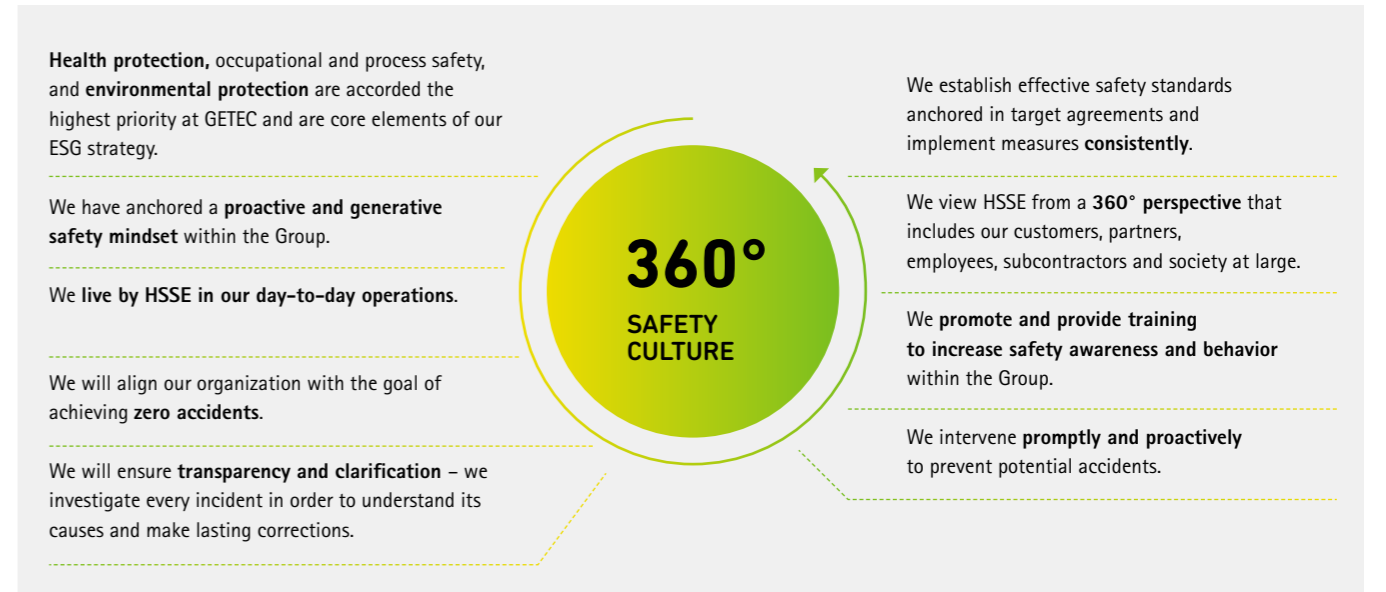 Health protection, occupational and process safety,
and environmental protection are accorded the
highest priority at GETEC and are core elements of our
ESG strategy.
We have anchored a proactive and generative
safety mindset within the Group.
We live by HSSE in our day-to-day operations.
We will align our organization with the goal of
achieving zero accidents.
We will ensure transparency and clarification – we
investigate every incident in order to understand its
causes and make lasting corrections.
360°
SAFETY
CULTURE
We establish effective safety standards
anchored in target agreements and
implement measures consistently.
We view HSSE from a 360° perspective that
includes our customers, partners,
employees, subcontractors and society at large.
We promote and provide training
to increase safety awareness and behavior
within the Group.
We intervene promptly and proactively
to prevent potential accidents.